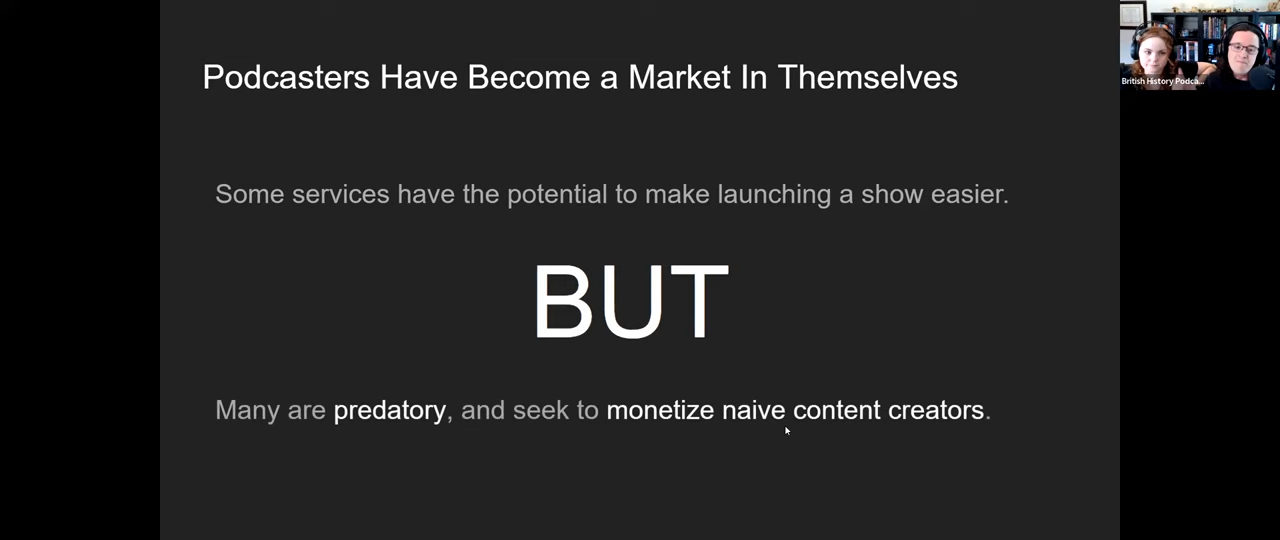 Podcasters Have Become a Market In Themselves
British History Podca...
Some services have the potential to make launching a show easier.
BUT
Many are predatory, and seek to monetize naive content creators.